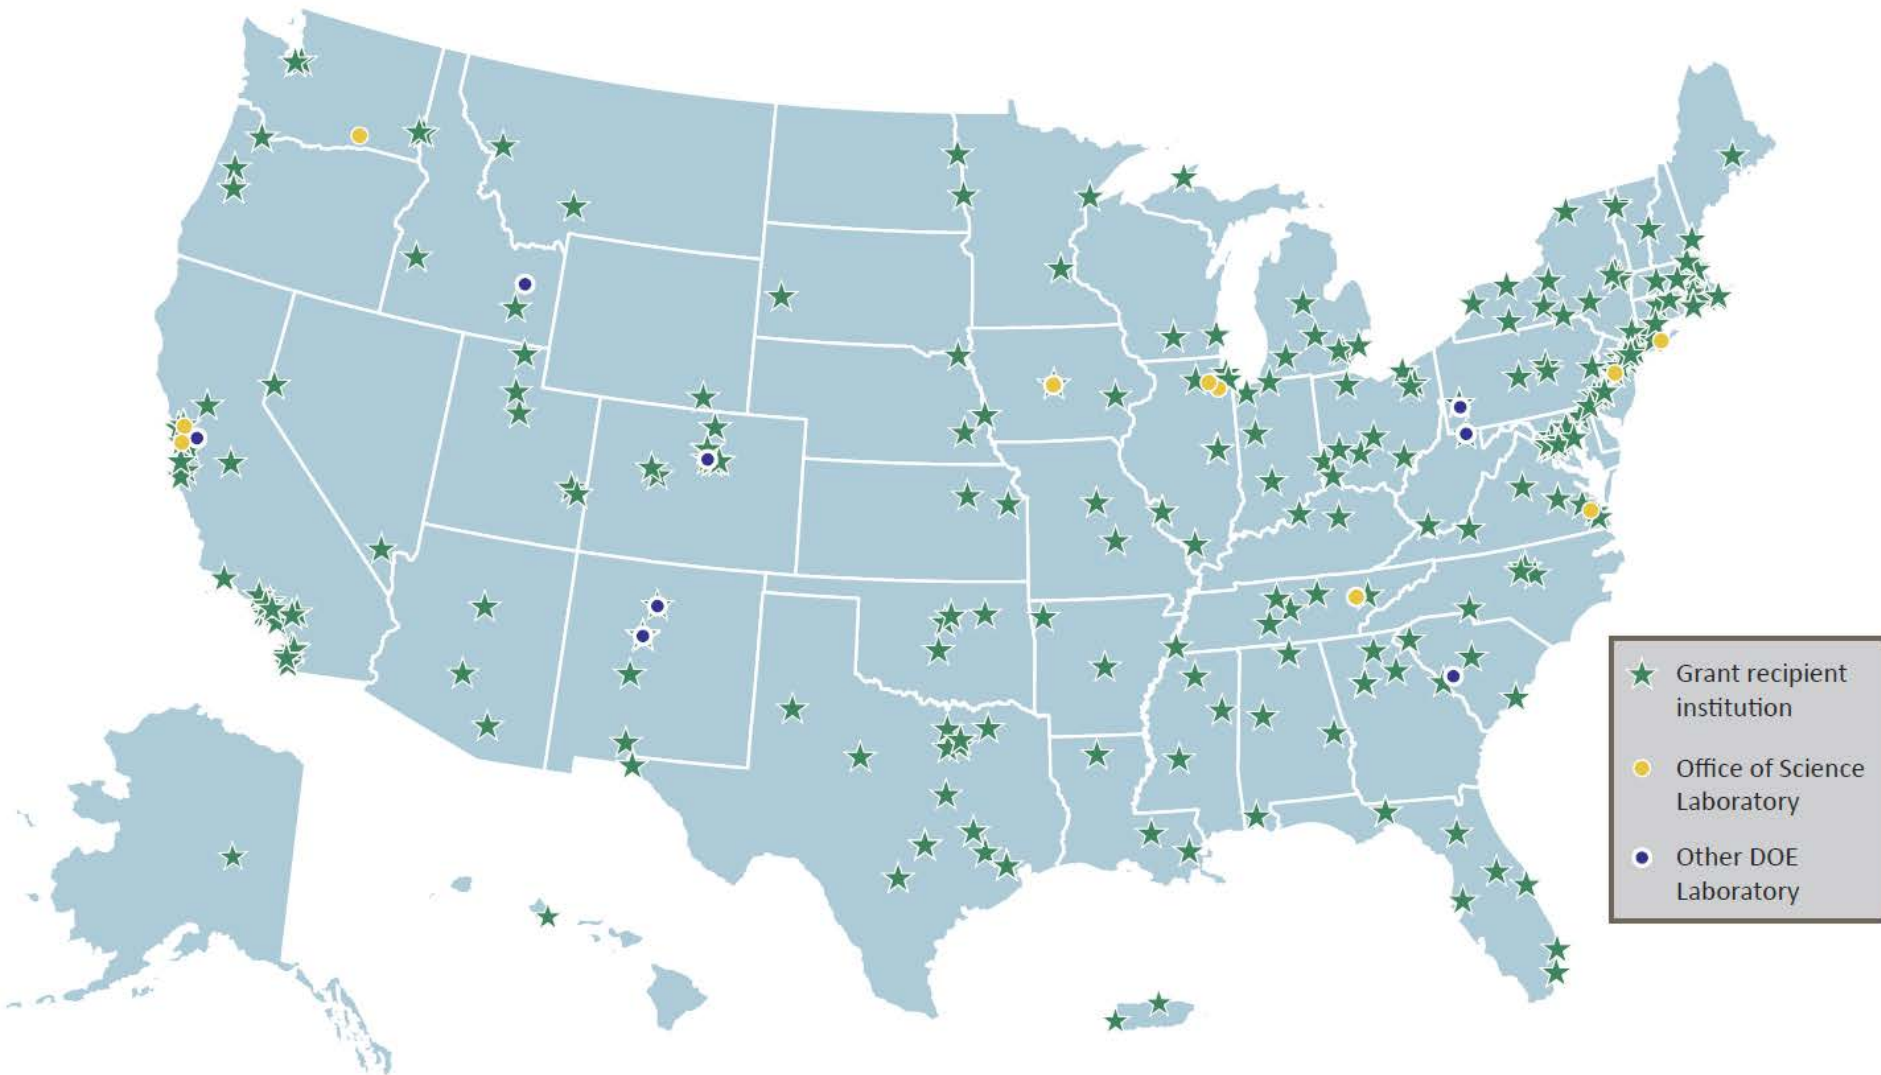 Grant recipient
institution
Office of Science
Laboratory
Other DOE
Laboratory